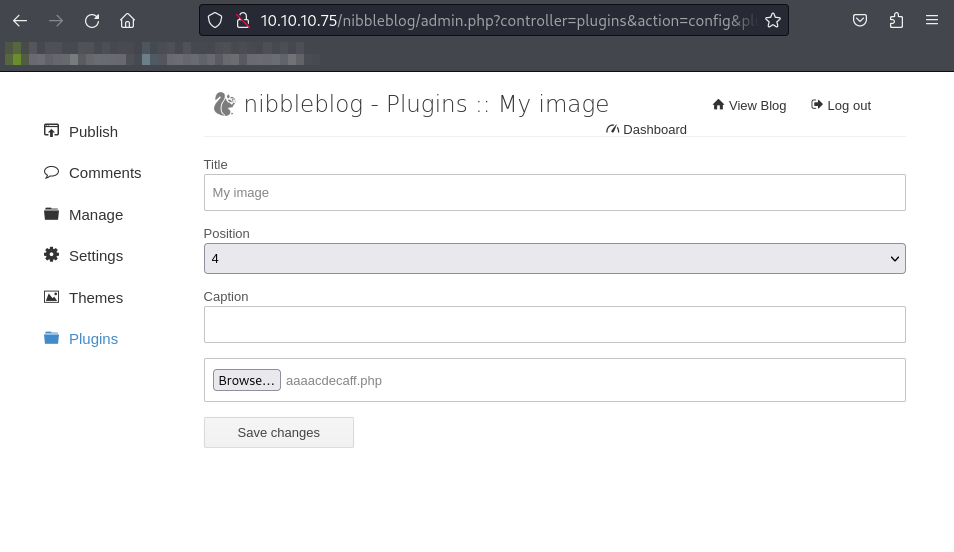 10.10.10.75/nibbleblog/admin.php?controller=plugins&action=config&pl
nibbleblog - Plugins :: My image
View Blog
Log out
Dashboard
Publish
Comments
Manage
Settings
Themes
Plugins
Title
My image
Position
4
Caption
Browse... aaaacdecaff.php
Save changes